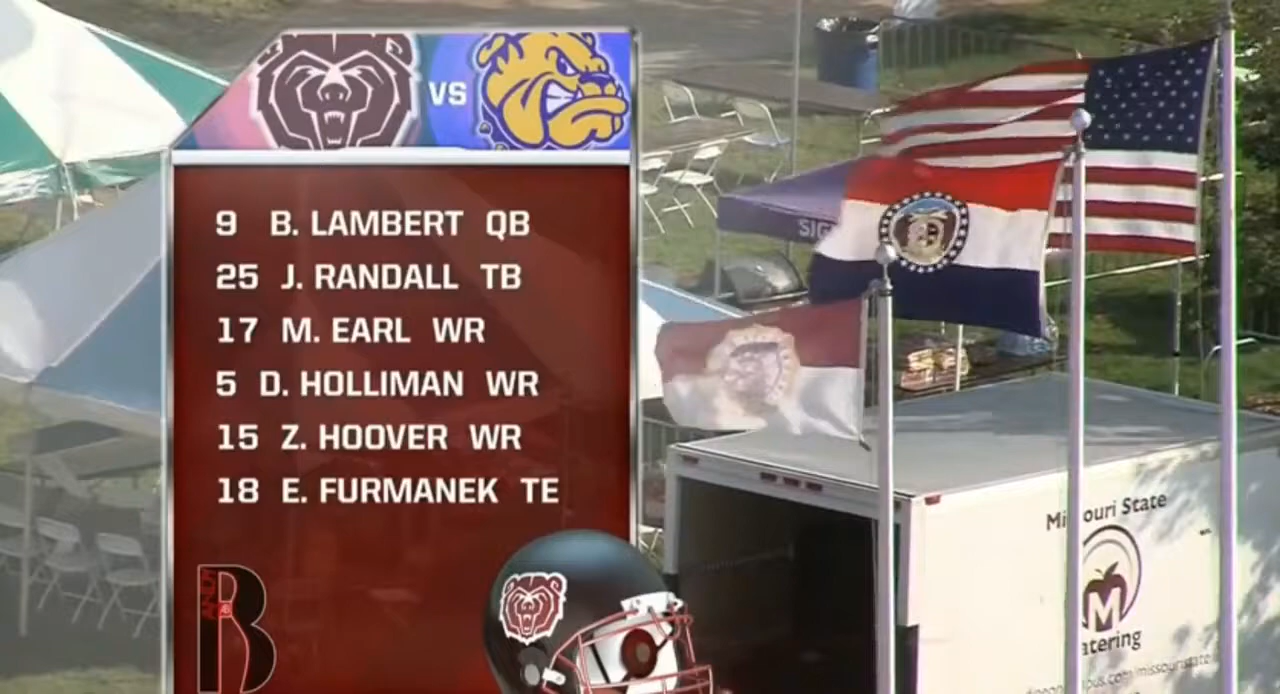 VS
9 B. LAMBERT QB
25 J. RANDALL TB
17 M. EARL WR
5 D. HOLLIMAN WR
15 Z. HOOVER WR
18 E. FURMANEK TE
B
SIG
Missouri State
M
atering